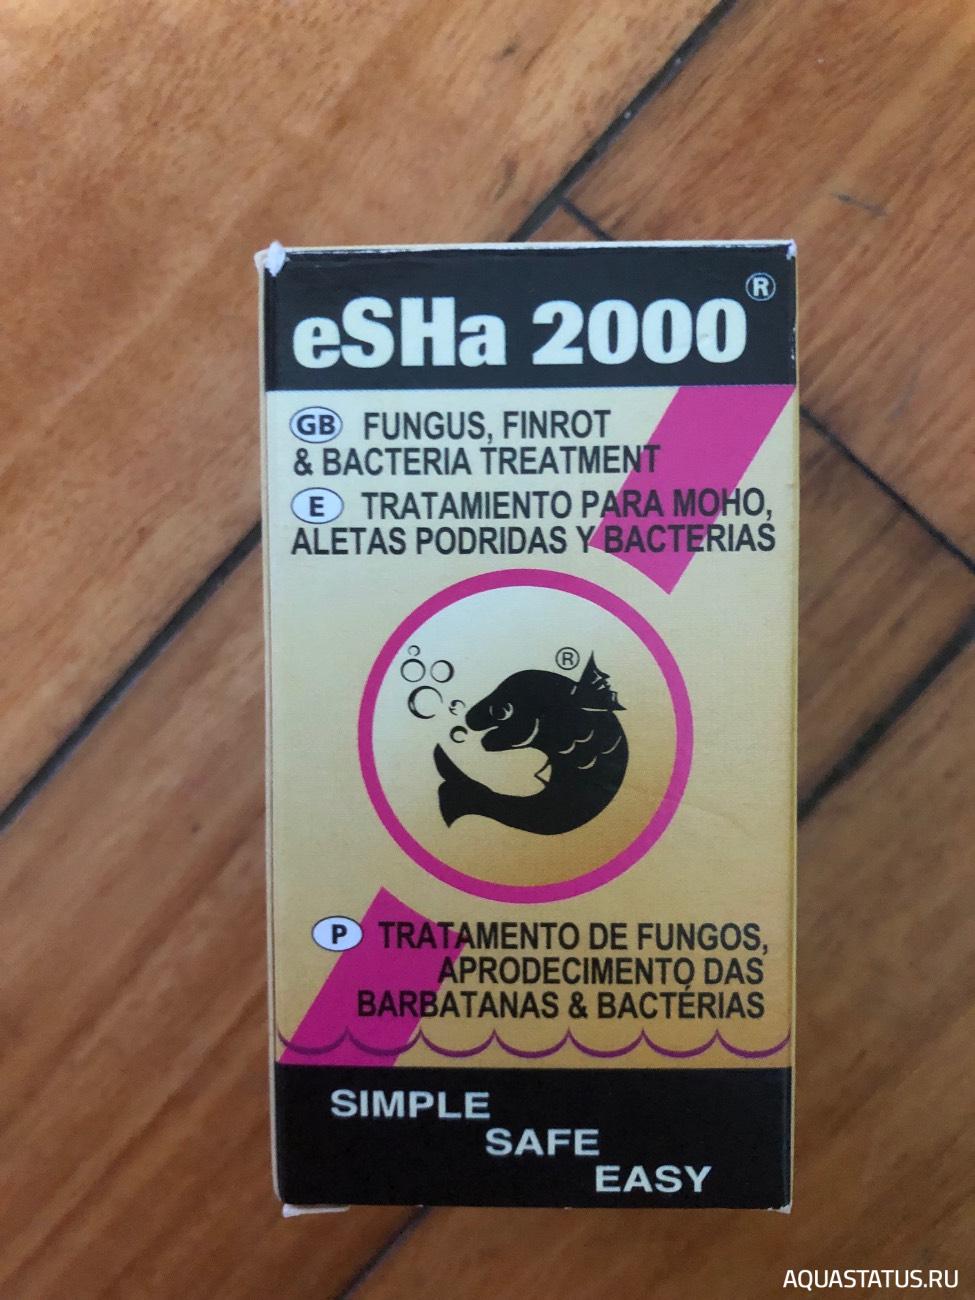 eSHa 2000®
GB FUNGUS, FINROT
& BACTERIA TREATMENT
E TRATAMIENTO PARA MOHO,
ALETAS PODRIDAS Y BACTERIAS
®
P TRATAMENTO DE FUNGOS,
APRODECIMENTO DAS
BARBATANAS & BACTÉRIAS
SIMPLE
SAFE
EASY
AQUASTATUS.RU